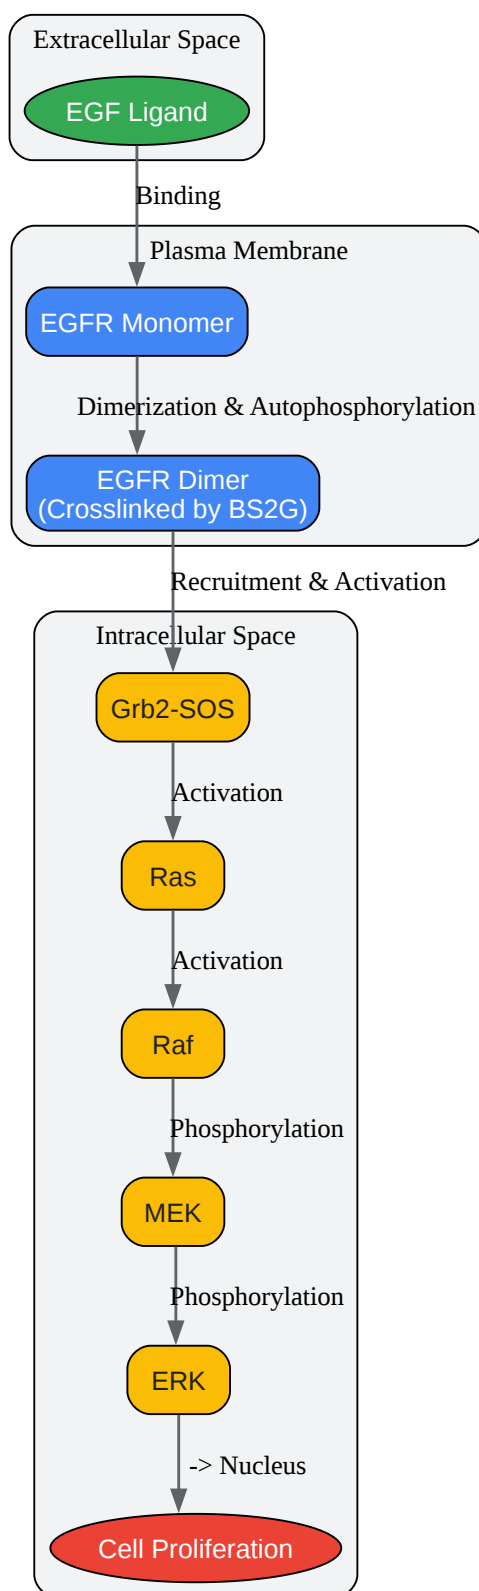 Extracellular Space
EGF Ligand
Binding
Plasma Membrane
EGFR Monomer
Dimerization & Autophosphorylation
EGFR Dimer
(Crosslinked by BS2G)
Recruitment & Activation
Intracellular Space
Grb2-SOS
Activation
Ras
Activation
Raf
Phosphorylation
MEK
Phosphorylation
ERK
-> Nucleus
Cell Proliferation